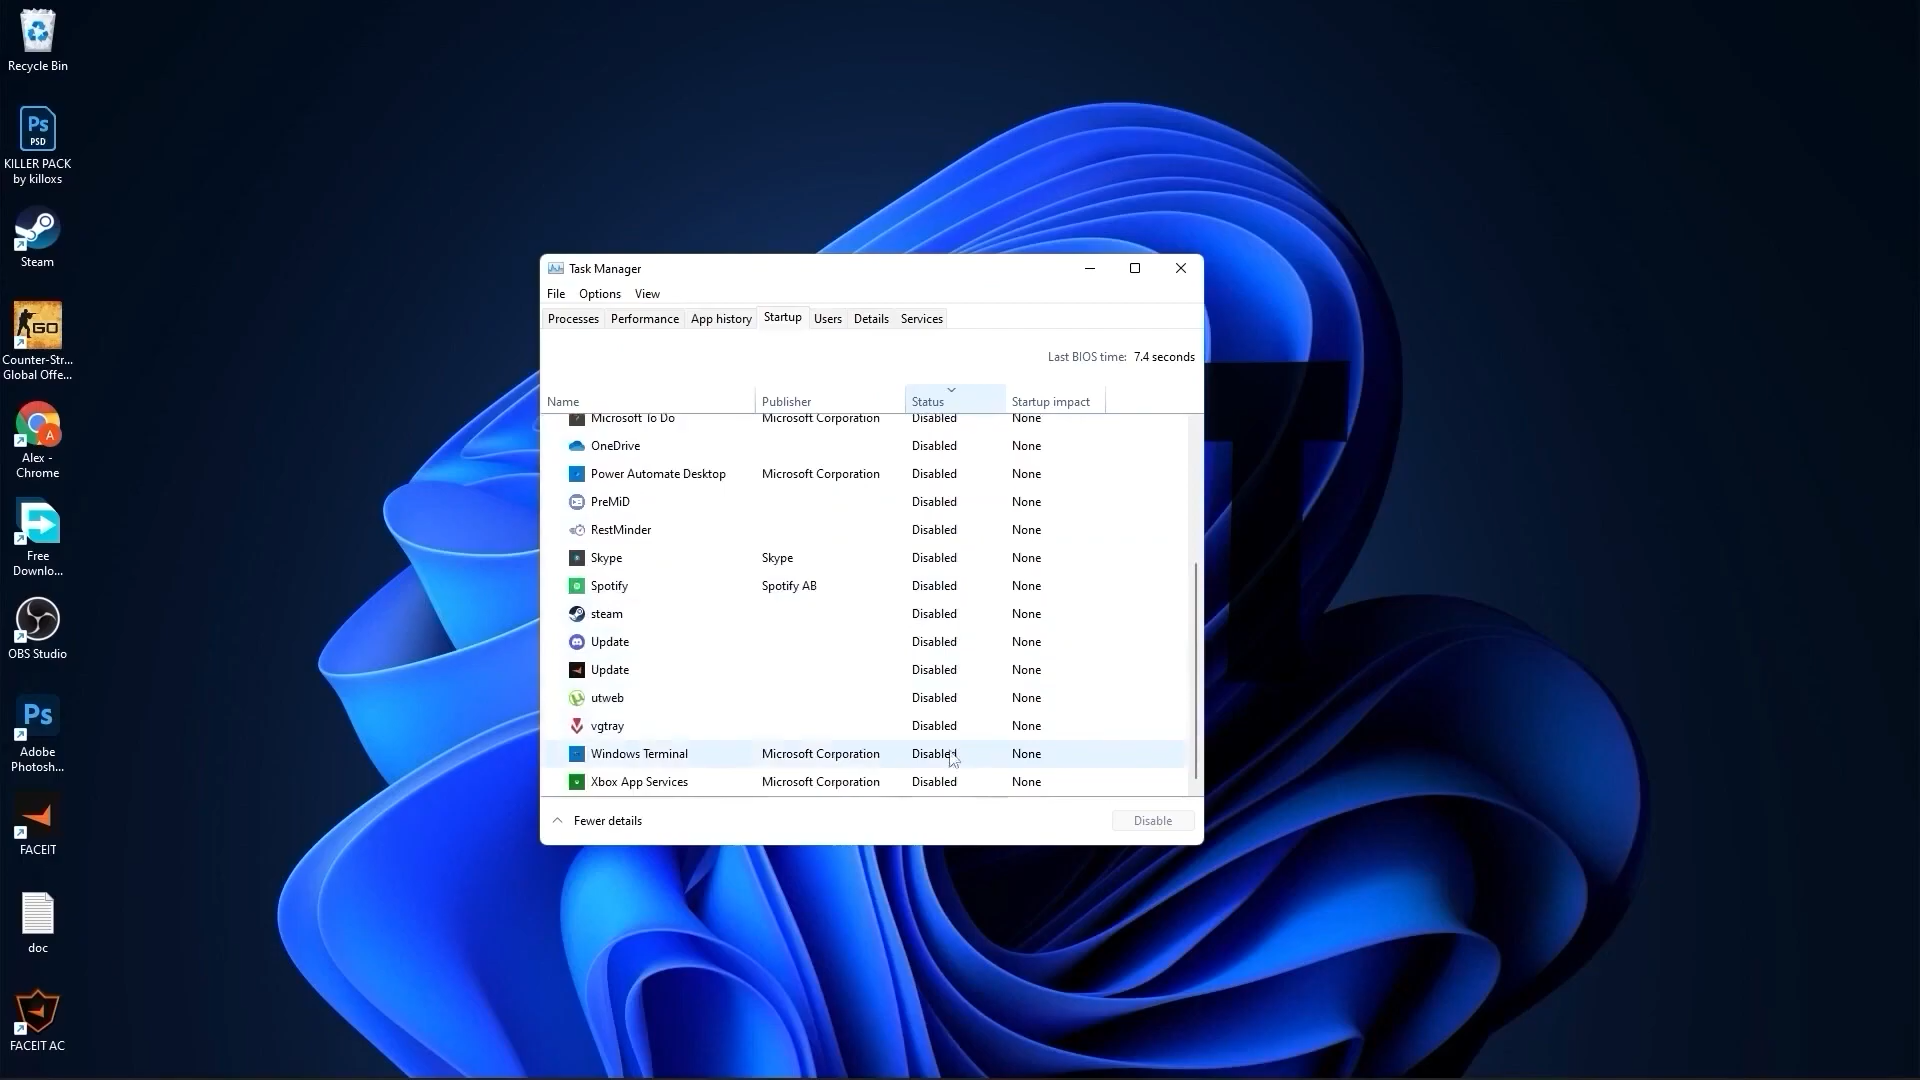 Recycle Bin
Ps
PSD
KILLER PACK
by killoxs
Steam
GO
Counter-Str...
Global Offe...
A
Alex -
Chrome
Free
Downlo...
OBS Studio
Ps
Adobe
Photosh...
FACEIT
doc
FACEIT AC
Task Manager
File Options View
Processes Performance App history Startup Users Details Services
Last BIOS time: 7.4 seconds
Name Publisher Status Startup impact
Microsoft To Do Microsoft Corporation Disabled None
OneDrive Disabled None
Power Automate Desktop Microsoft Corporation Disabled None
PreMiD Disabled None
RestMinder Disabled None
Skype Skype Disabled None
Spotify Spotify AB Disabled None
steam Disabled None
Update Disabled None
Update Disabled None
utweb Disabled None
vgtray Disabled None
Windows Terminal Microsoft Corporation Disabled None
Xbox App Services Microsoft Corporation Disabled None
Fewer details Disable